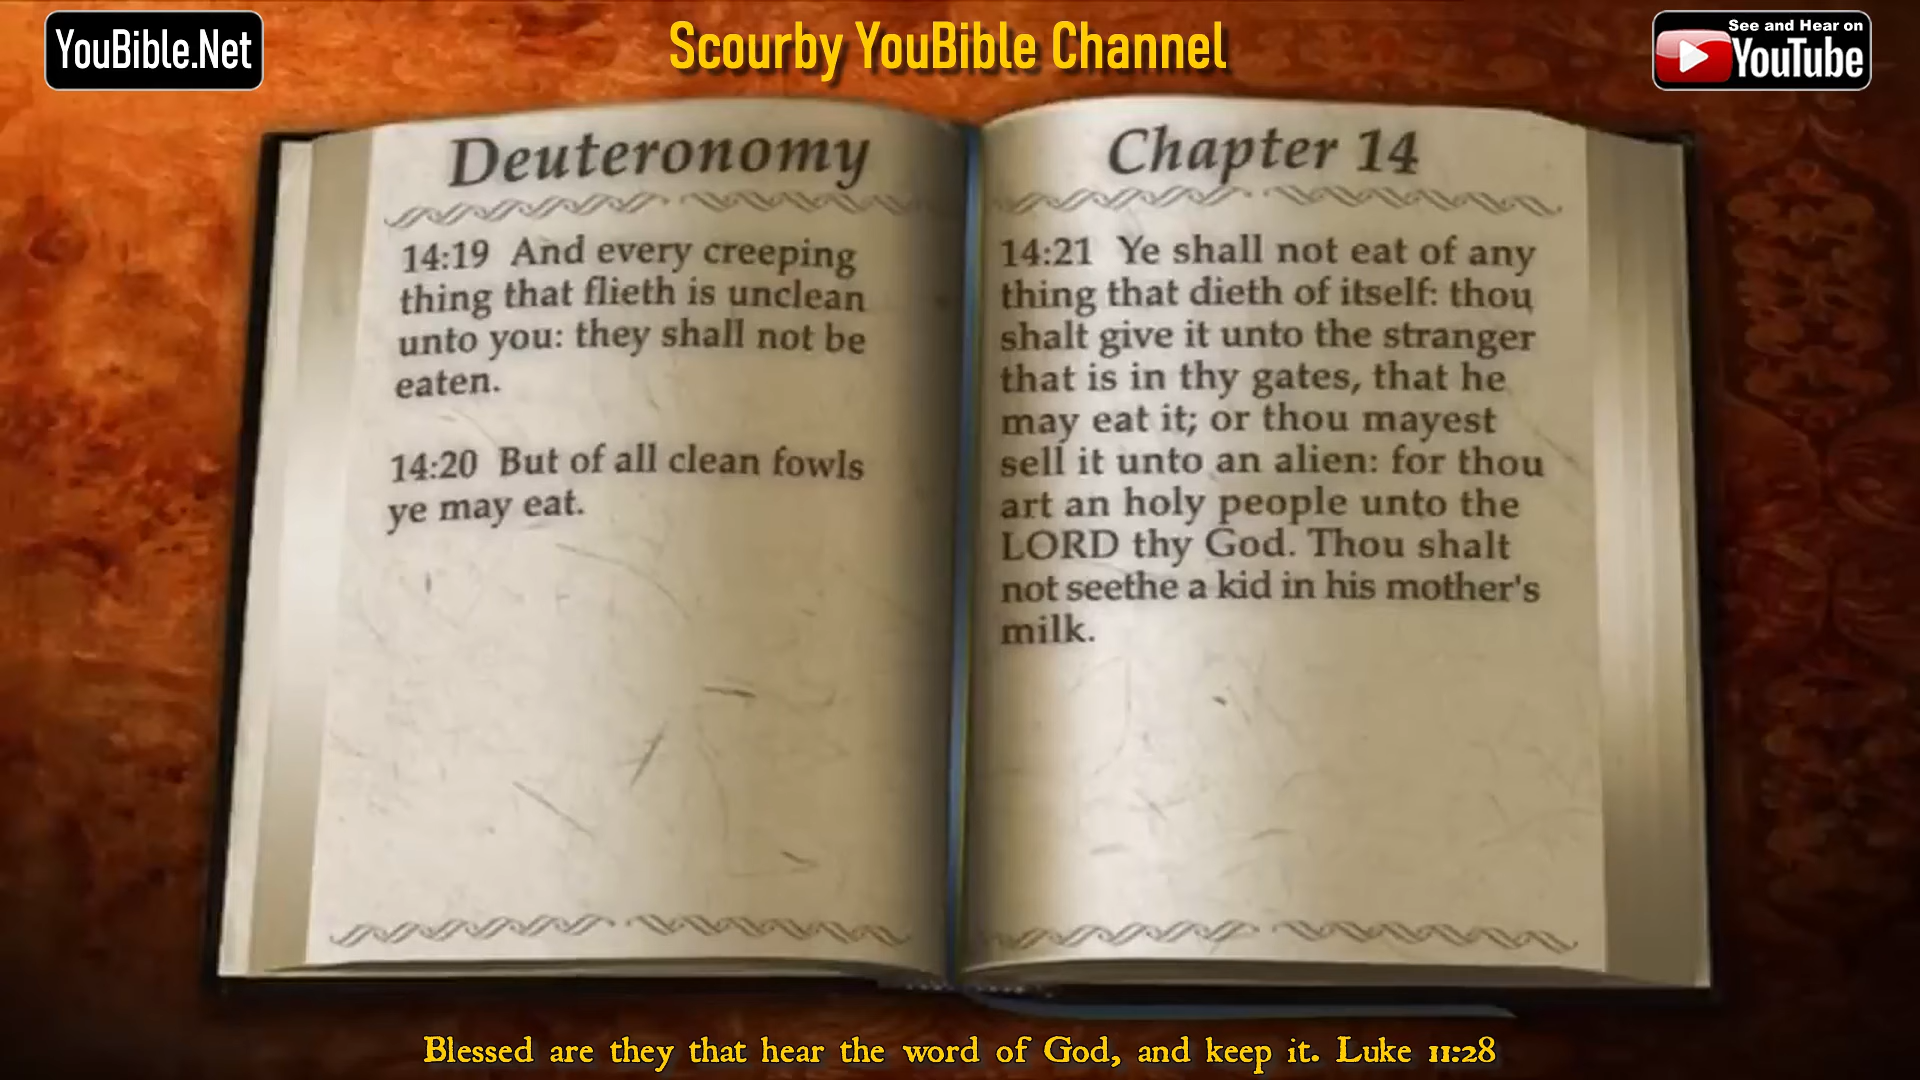 YouBible.Net
Scourby YouBible Channel
See and Hear on
YouTube
Deuteronomy
14:19 And every creeping
thing that flieth is unclean
unto you: they shall not be
eaten.
14:20 But of all clean fowls
ye may eat.
Chapter 14
14:21 Ye shall not eat of any
thing that dieth of itself: thou
shalt give it unto the stranger
that is in thy gates, that he
may eat it; or thou mayest
sell it unto an alien: for thou
art an holy people unto the
LORD thy God. Thou shalt
not seethe a kid in his mother's
milk.
Blessed are they that hear the word of God, and keep it. Luke 11:28